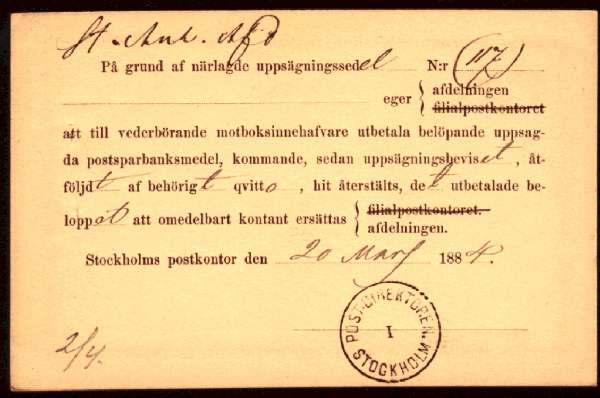 St. Ank. Afd
På grund af närlagde uppsägningssedel N:r (117)
eger { afdelningen
filialpostkontoret
att till vederbörande motboksinnehafvare utbetala belöpande uppsag-
da postsparbanksmedel, kommande, sedan uppsägningsbeviset, åt-
följdt af behörigt qvitto, hit återstälts, det utbetalade be-
loppet att omedelbart kontant ersättas { filialpostkontoret.
afdelningen.
Stockholms postkontor den 20 Mars 1884.
POSTDIREKTÖREN
I
STOCKHOLM
2/4.